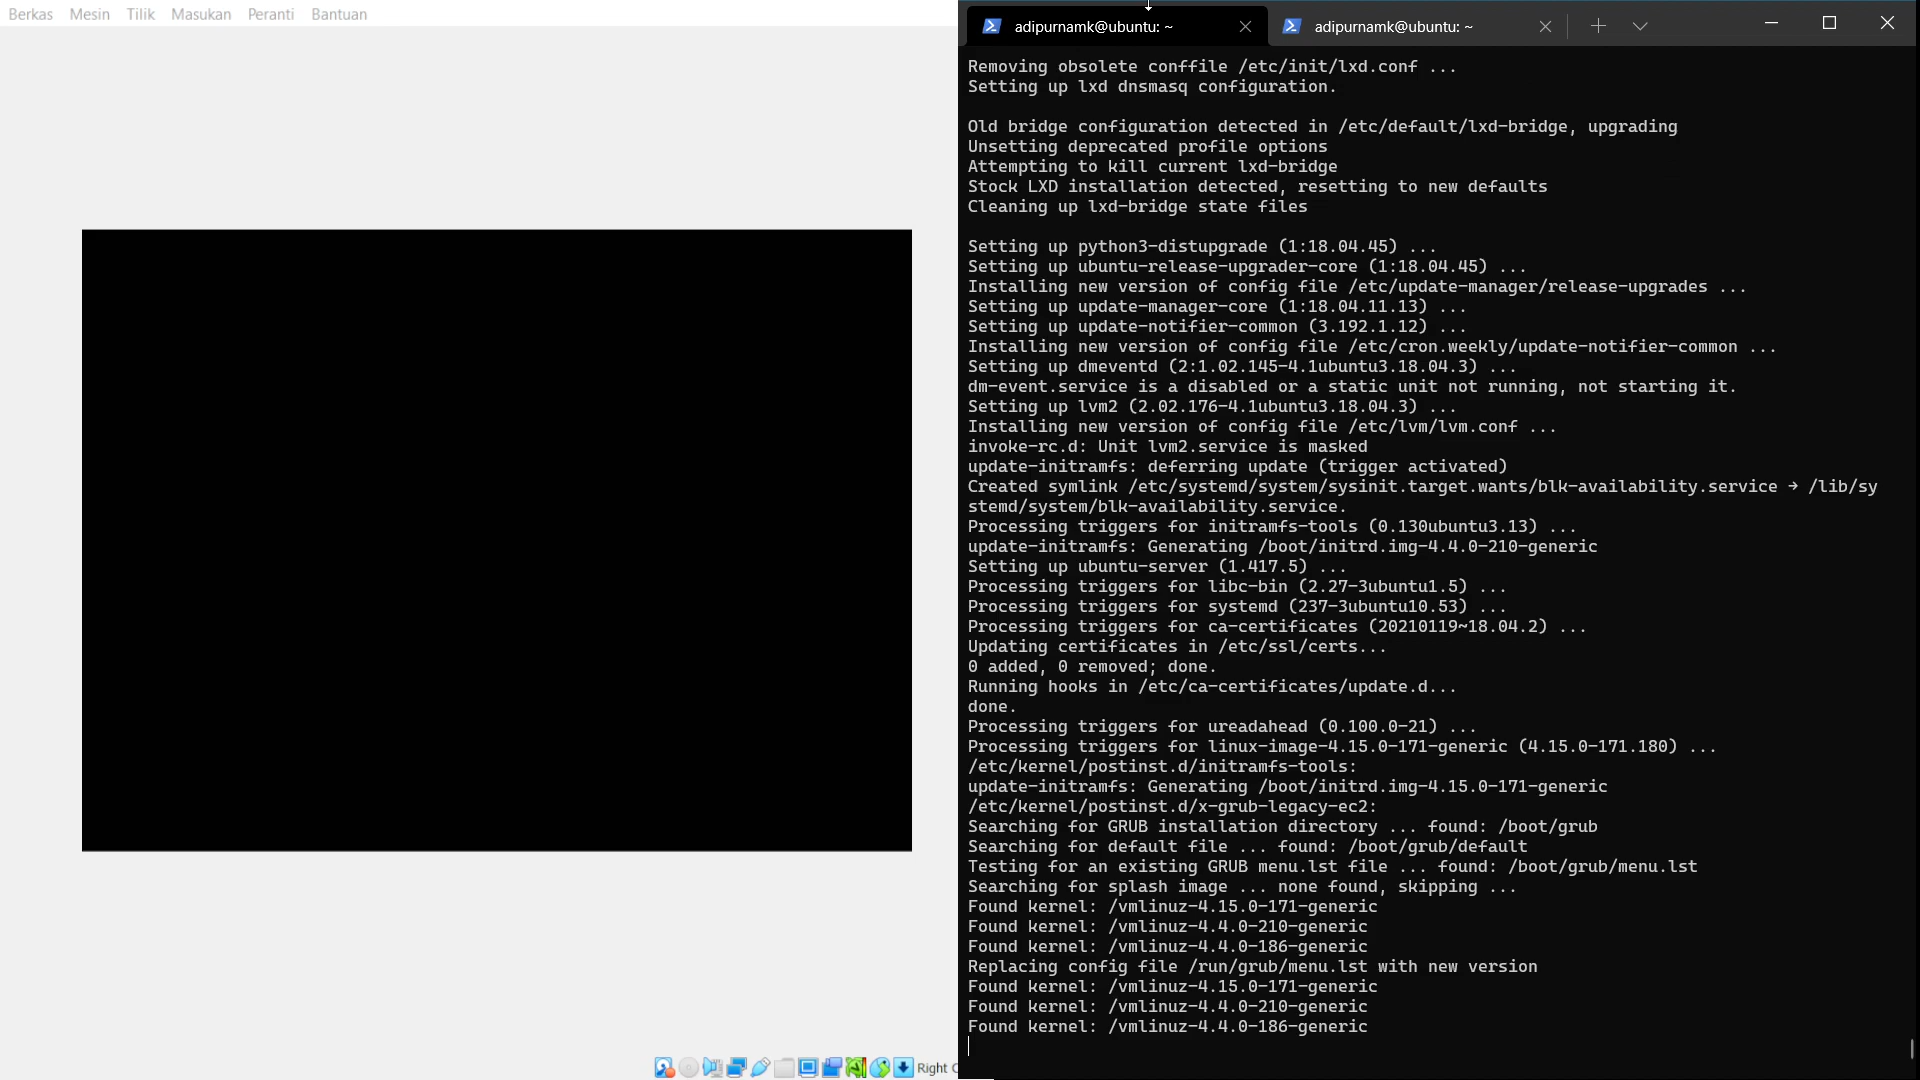 Berkas Mesin Tilik Masukan Peranti Bantuan
adipurnamk@ubuntu: ~
adipurnamk@ubuntu: ~
Removing obsolete conffile /etc/init/lxd.conf ...
Setting up lxd dnsmasq configuration.
Old bridge configuration detected in /etc/default/lxd-bridge, upgrading
Unsetting deprecated profile options
Attempting to kill current lxd-bridge
Stock LXD installation detected, resetting to new defaults
Cleaning up lxd-bridge state files
Setting up python3-distupgrade (1:18.04.45) ...
Setting up ubuntu-release-upgrader-core (1:18.04.45) ...
Installing new version of config file /etc/update-manager/release-upgrades ...
Setting up update-manager-core (1:18.04.11.13) ...
Setting up update-notifier-common (3.192.1.12) ...
Installing new version of config file /etc/cron.weekly/update-notifier-common ...
Setting up dmeventd (2:1.02.145-4.1ubuntu3.18.04.3) ...
dm-event.service is a disabled or a static unit not running, not starting it.
Setting up lvm2 (2.02.176-4.1ubuntu3.18.04.3) ...
Installing new version of config file /etc/lvm/lvm.conf ...
invoke-rc.d: Unit lvm2.service is masked
update-initramfs: deferring update (trigger activated)
Created symlink /etc/systemd/system/sysinit.target.wants/blk-availability.service → /lib/sy
stemd/system/blk-availability.service.
Processing triggers for initramfs-tools (0.130ubuntu3.13) ...
update-initramfs: Generating /boot/initrd.img-4.4.0-210-generic
Setting up ubuntu-server (1.417.5) ...
Processing triggers for libc-bin (2.27-3ubuntu1.5) ...
Processing triggers for systemd (237-3ubuntu10.53) ...
Processing triggers for ca-certificates (20210119~18.04.2) ...
Updating certificates in /etc/ssl/certs...
0 added, 0 removed; done.
Running hooks in /etc/ca-certificates/update.d...
done.
Processing triggers for ureadahead (0.100.0-21) ...
Processing triggers for linux-image-4.15.0-171-generic (4.15.0-171.180) ...
/etc/kernel/postinst.d/initramfs-tools:
update-initramfs: Generating /boot/initrd.img-4.15.0-171-generic
/etc/kernel/postinst.d/x-grub-legacy-ec2:
Searching for GRUB installation directory ... found: /boot/grub
Searching for default file ... found: /boot/grub/default
Testing for an existing GRUB menu.lst file ... found: /boot/grub/menu.lst
Searching for splash image ... none found, skipping ...
Found kernel: /vmlinuz-4.15.0-171-generic
Found kernel: /vmlinuz-4.4.0-210-generic
Found kernel: /vmlinuz-4.4.0-186-generic
Replacing config file /run/grub/menu.lst with new version
Found kernel: /vmlinuz-4.15.0-171-generic
Found kernel: /vmlinuz-4.4.0-210-generic
Found kernel: /vmlinuz-4.4.0-186-generic
Right C